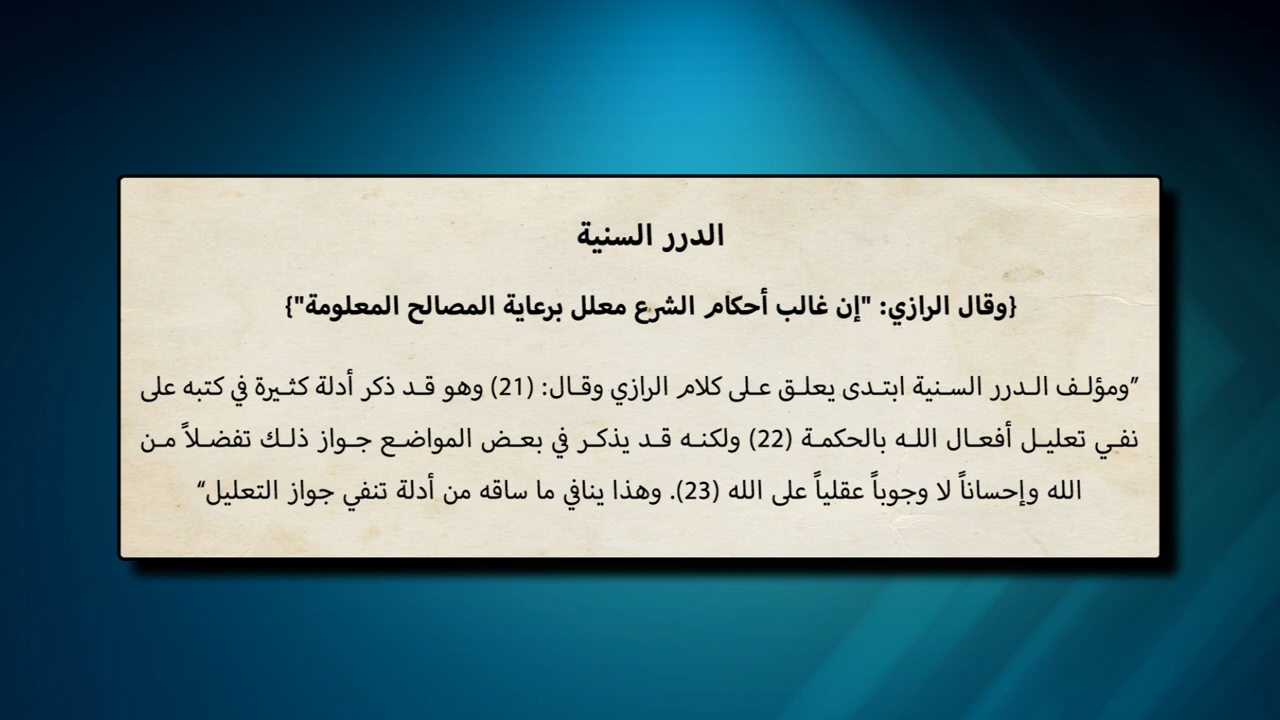 الدرر السنية
{وقال الرازي: "إن غالب أحكام الشرع معلل برعاية المصالح المعلومة"}
"ومؤلف الدرر السنية ابتدى يعلق على كلام الرازي وقال: (21) وهو قد ذكر أدلة كثيرة في كتبه على
نفي تعليل أفعال الله بالحكمة (22) ولكنه قد يذكر في بعض المواضع جواز ذلك تفضلاً من
الله وإحساناً لا وجوباً عقلياً على الله (23). وهذا ينافي ما ساقه من أدلة تنفي جواز التعليل"